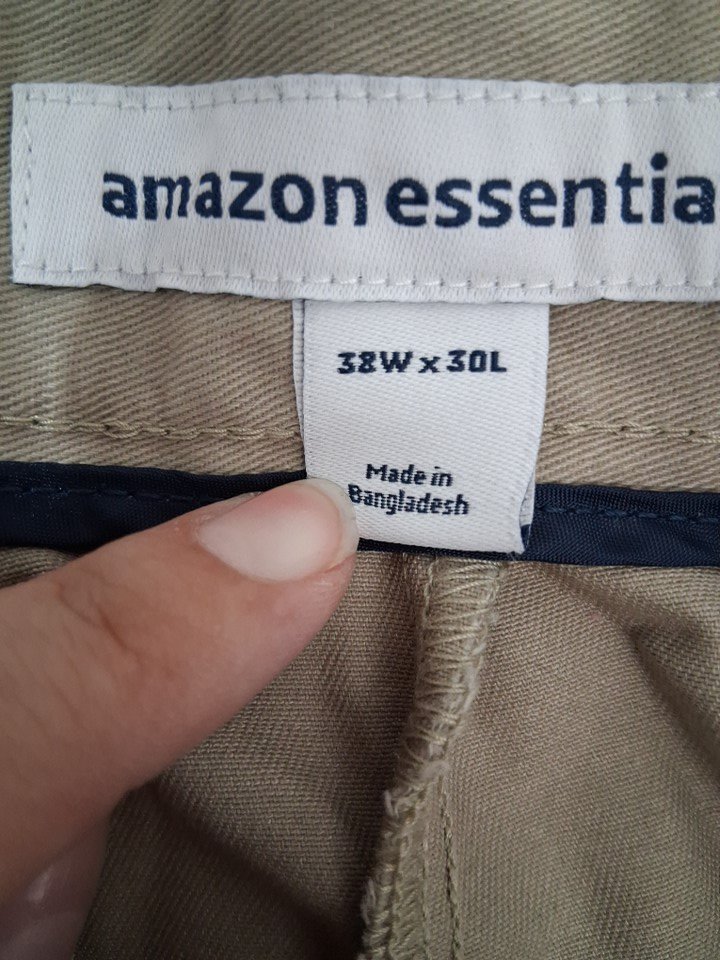 amazon essentia
38W x 30L
Made in
Bangladesh